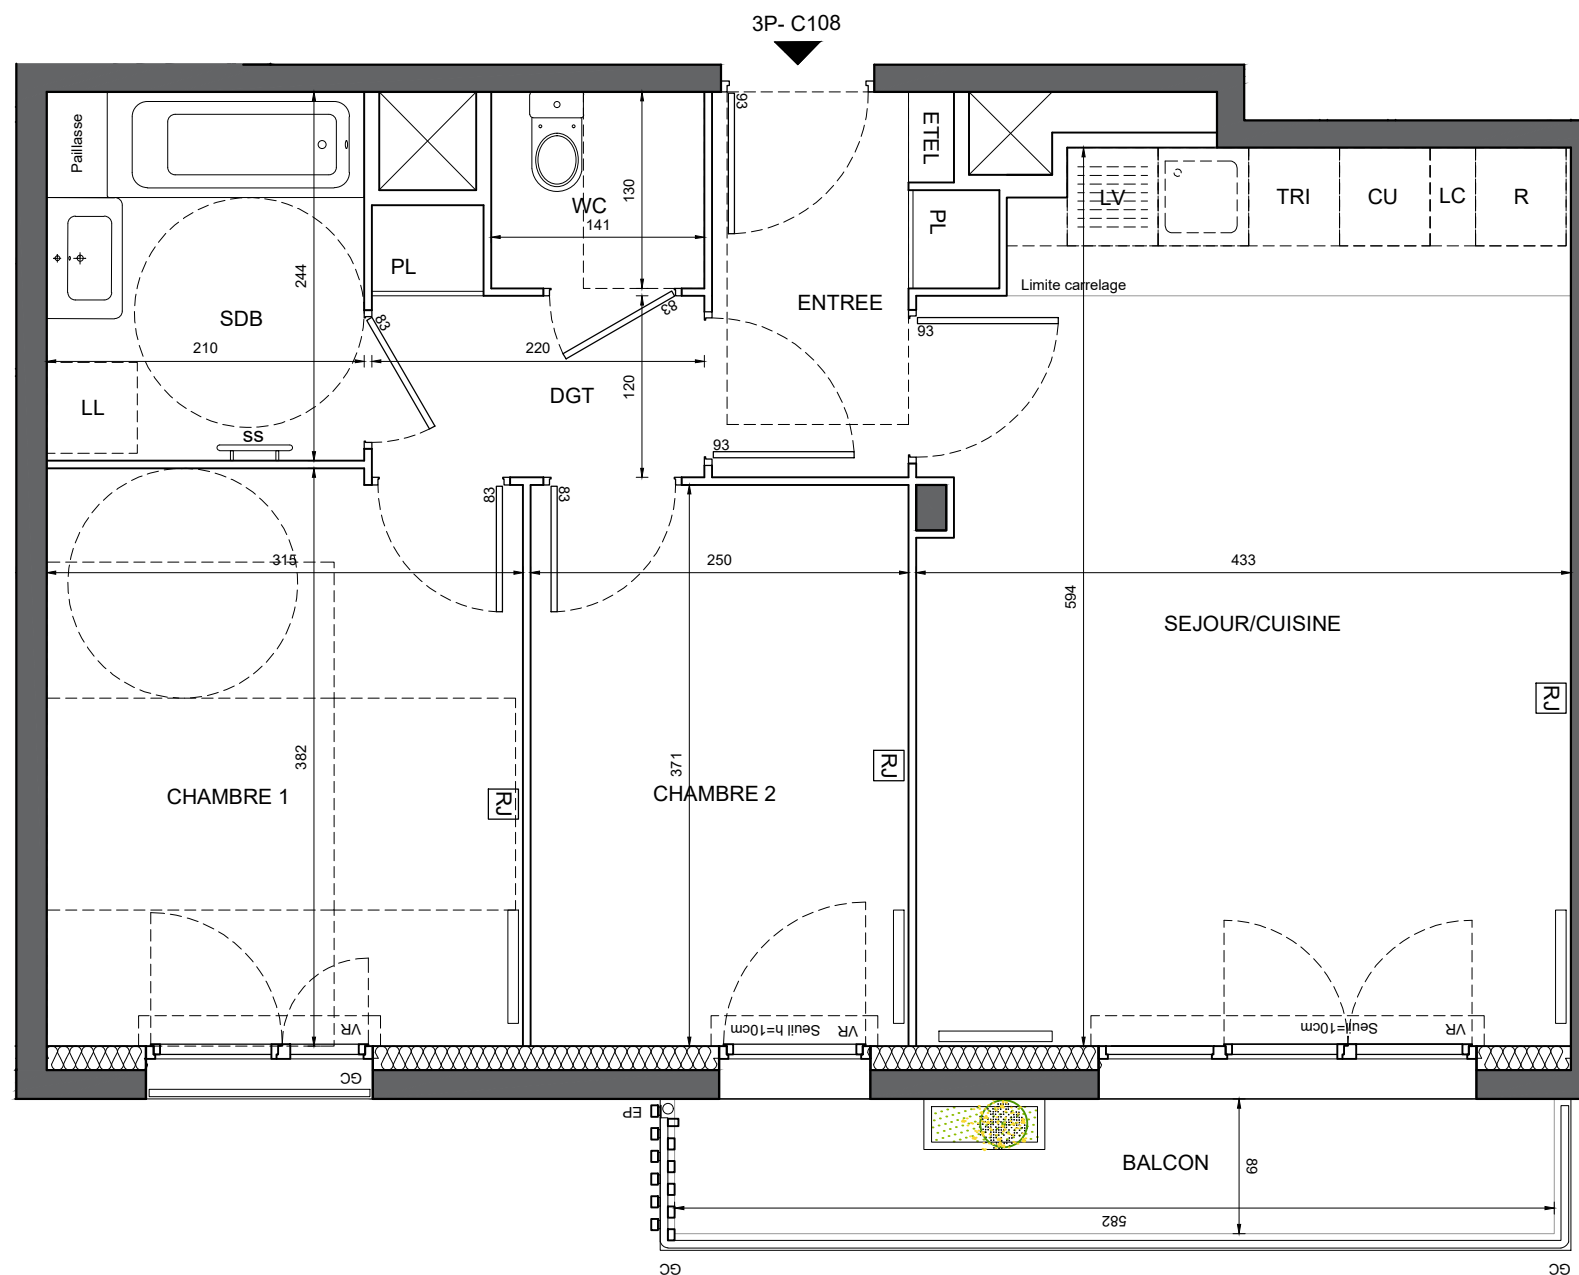 3P- C108
Paillasse
93
ETEL
WC
130
141
PL
LV
TRI
CU
LC
R
PL
244
SDB
83
83
ENTREE
Limite carrelage
93
210
220
120
DGT
LL
SS
93
83
83
315
250
433
594
SEJOUR/CUISINE
RJ
382
371
RJ
CHAMBRE 1
RJ
CHAMBRE 2
VR
Seuil h=10cm
VR
Seuil=10cm
VR
GC
EP
BALCON
89
582
GC
GC